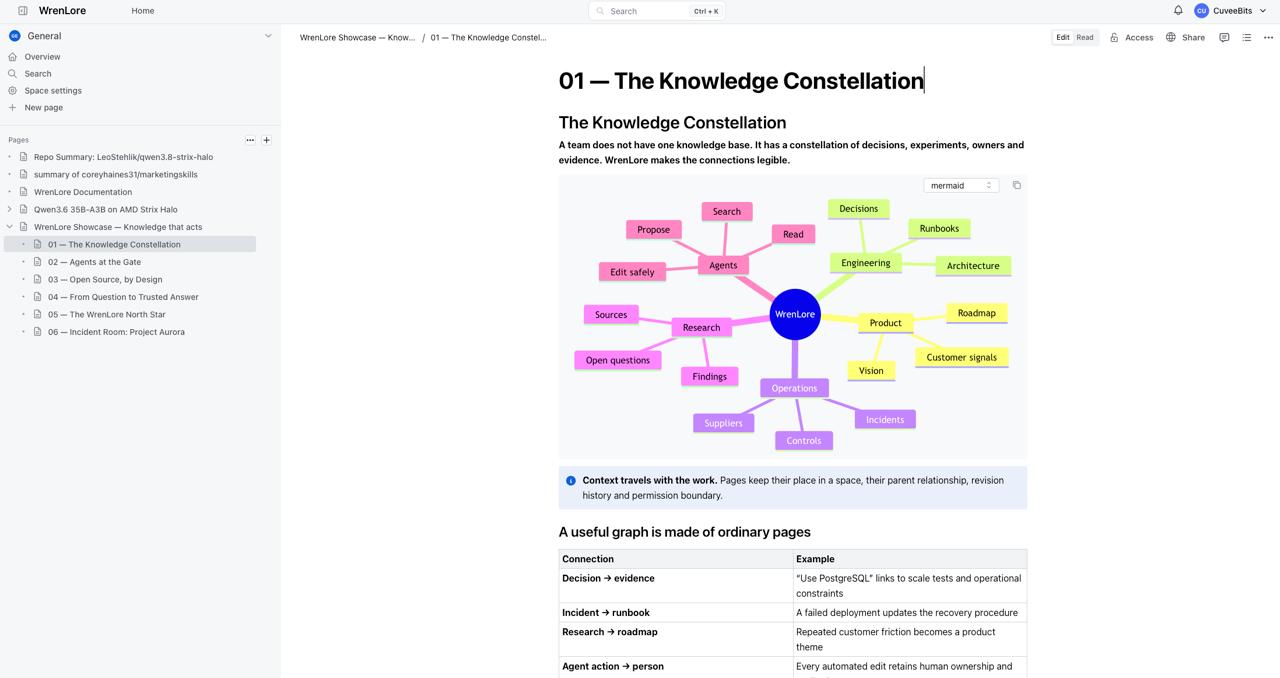 WrenLore
Home
Search
Ctrl + K
CU
CuveeBits
GE
General
Overview
Search
Space settings
New page
Pages
Repo Summary: LeoStehlik/qwen3.8-strix-halo
summary of coreyhaines31/marketingskills
WrenLore Documentation
Qwen3.6 35B-A3B on AMD Strix Halo
WrenLore Showcase — Knowledge that acts
01 — The Knowledge Constellation
02 — Agents at the Gate
03 — Open Source, by Design
04 — From Question to Trusted Answer
05 — The WrenLore North Star
06 — Incident Room: Project Aurora
WrenLore Showcase — Know... / 01 — The Knowledge Constel...
Edit Read
Access
Share
01 — The Knowledge Constellation
The Knowledge Constellation
A team does not have one knowledge base. It has a constellation of decisions, experiments, owners and
evidence. WrenLore makes the connections legible.
mermaid
Search
Decisions
Propose
Read
Runbooks
Edit safely
Agents
Engineering
Architecture
Sources
Research
WrenLore
Product
Roadmap
Open questions
Findings
Vision
Customer signals
Operations
Suppliers
Controls
Incidents
Context travels with the work. Pages keep their place in a space, their parent relationship, revision
history and permission boundary.
A useful graph is made of ordinary pages
Connection
Example
Decision → evidence
“Use PostgreSQL” links to scale tests and operational
constraints
Incident → runbook
A failed deployment updates the recovery procedure
Research → roadmap
Repeated customer friction becomes a product
theme
Agent action → person
Every automated edit retains human ownership and